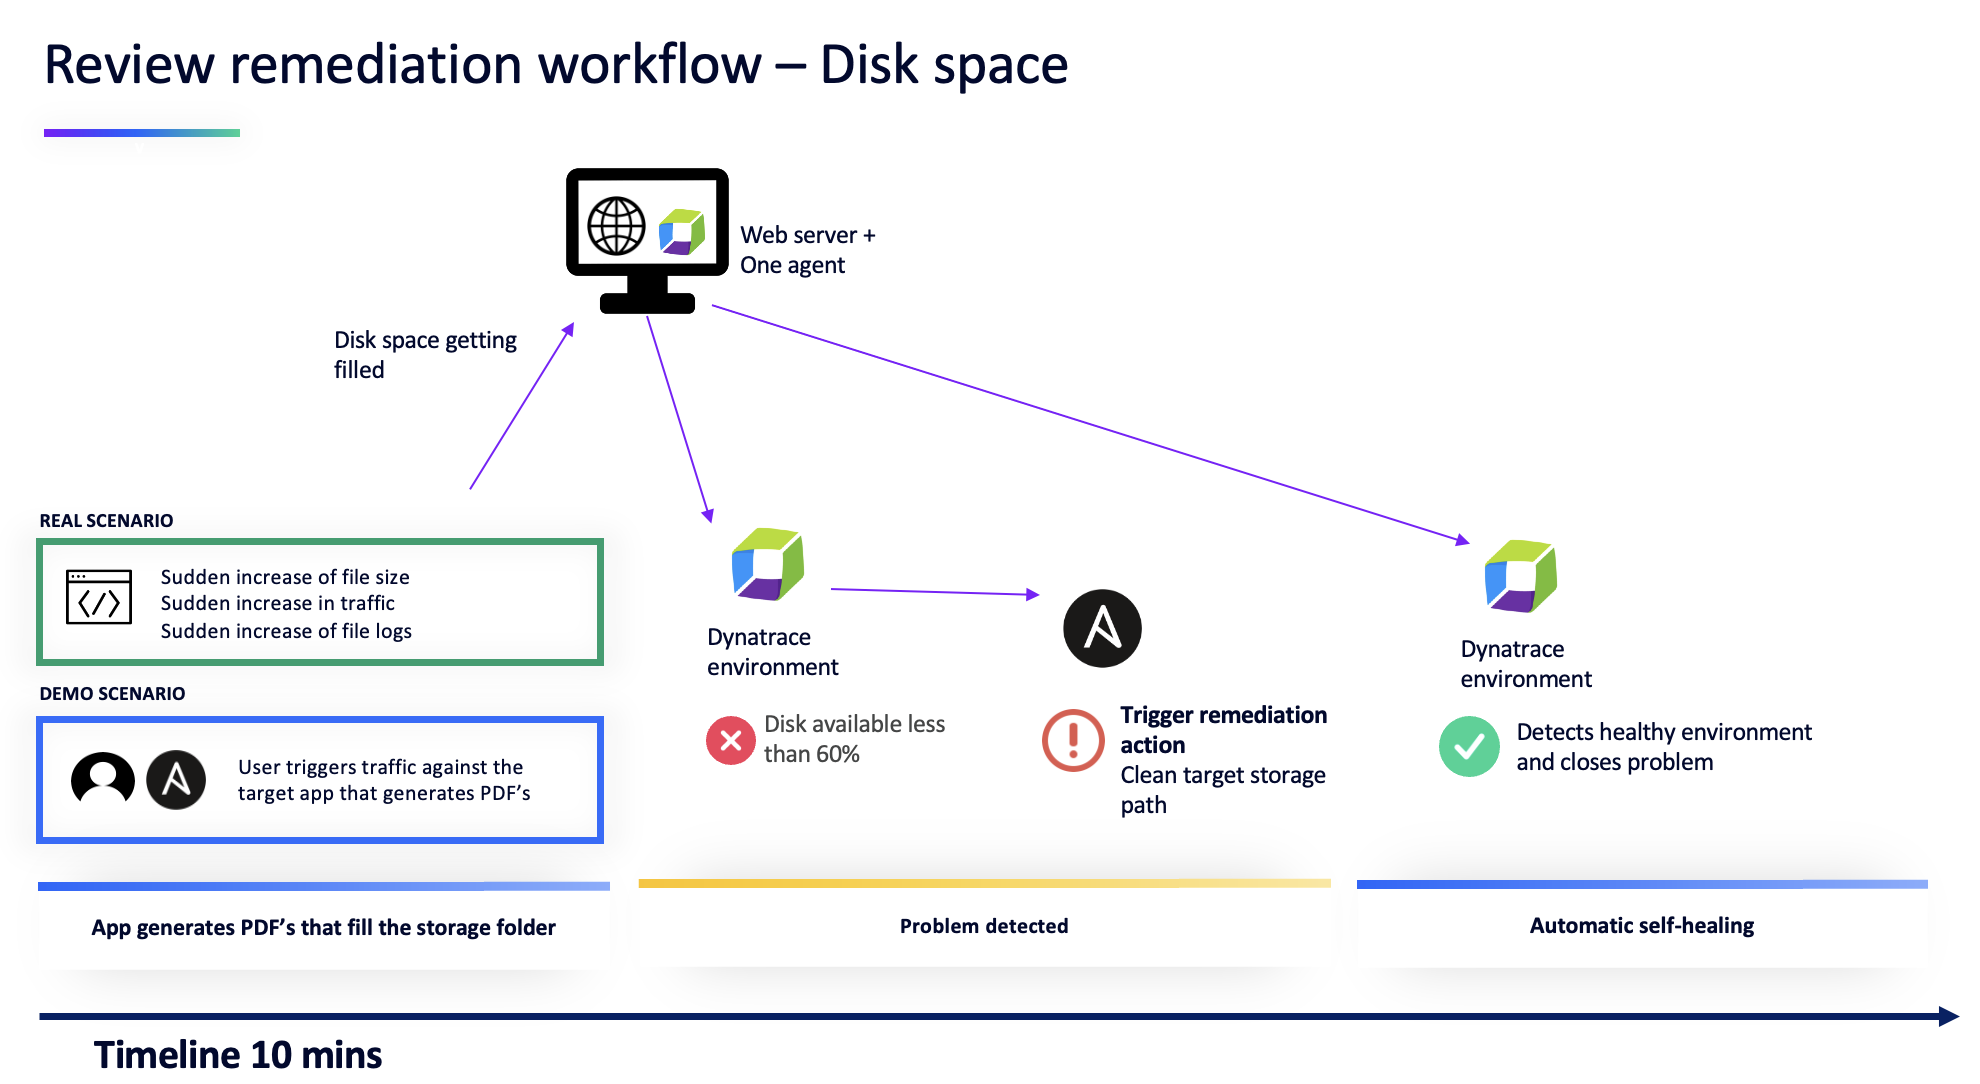 Review remediation workflow – Disk space
Web server +
One agent
Disk space getting
filled
REAL SCENARIO
Sudden increase of file size
Sudden increase in traffic
Sudden increase of file logs
DEMO SCENARIO
User triggers traffic against the
target app that generates PDF’s
Dynatrace
environment
Disk available less
than 60%
Trigger remediation
action
Clean target storage
path
Dynatrace
environment
Detects healthy environment
and closes problem
App generates PDF’s that fill the storage folder
Problem detected
Automatic self-healing
Timeline 10 mins